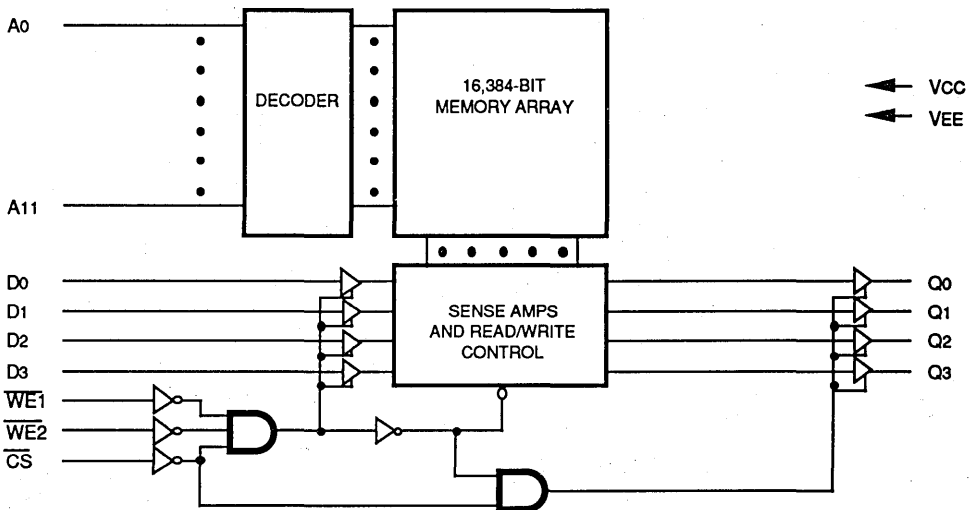 A0
DECODER
16,384-BIT
MEMORY ARRAY
VCC
VEE
A11
D0
D1
D2
D3
SENSE AMPS
AND READ/WRITE
CONTROL
Q0
Q1
Q2
Q3
WE1
WE2
CS